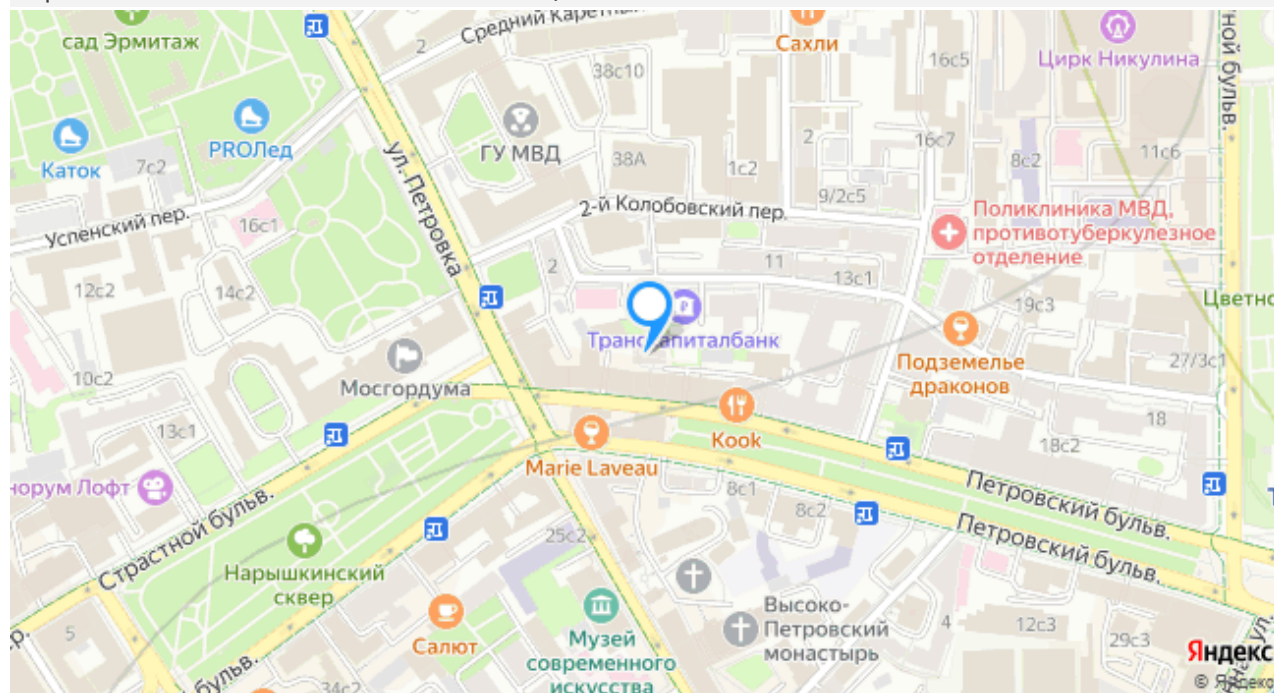 сад Эрмитаж
2
Средний Каретный
Сахли
16с5
Цирк Никулина
ной бульв.
38с10
PROЛед
Каток
7с2
ул. Петровка
ГУ МВД
38А
1с2
2
16с7
8с2
11с6
9/2с5
2-й Колобовский пер.
Успенский пер.
16с1
Поликлиника МВД,
противотуберкулезное
отделение
12с2
14с2
2
11
13с1
19с3
Цветно
Транскапиталбанк
Подземелье
драконов
27/3с1
Мосгордума
10с2
13с1
Kook
18
18с2
Marie Laveau
норум Лофт
Страстной бульв.
8с1
8с2
Петровский бульв.
Петровский бульв.
25с2
Нарышкинский
сквер
5
Салют
Музей
современного
искусства
Высоко-
Петровский
монастырь
4
12с3
29с3
бульв.
34с2
Яндекс
© Яндекс